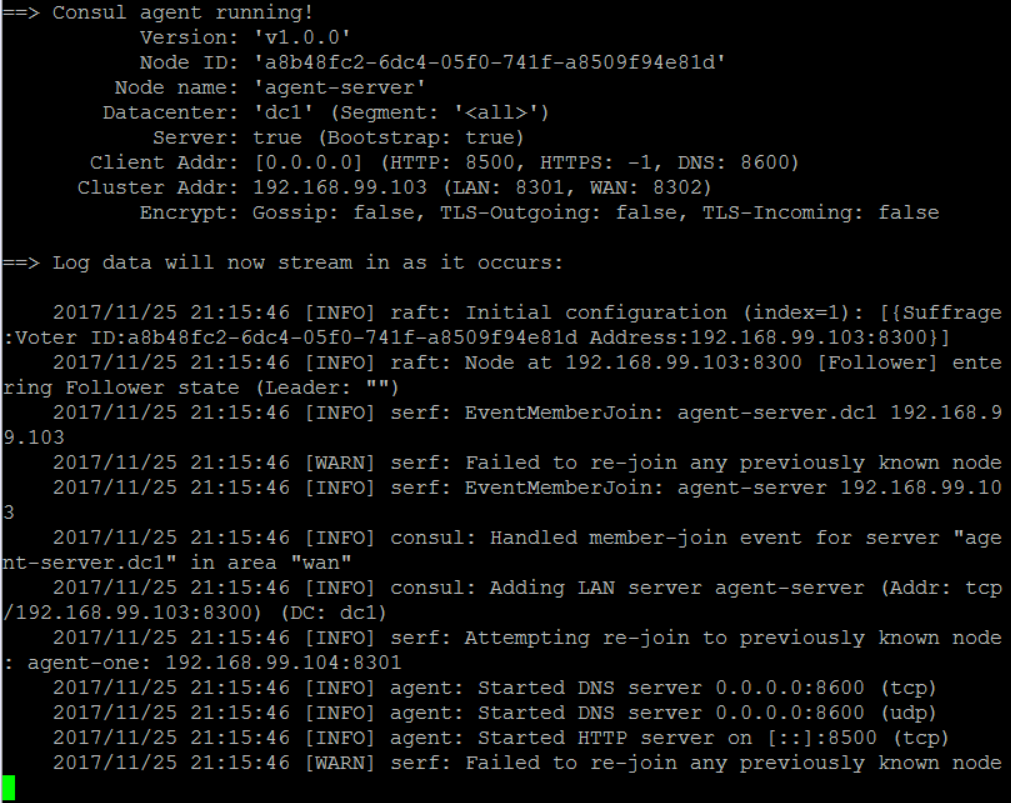 ==> Consul agent running!
Version: 'v1.0.0'
Node ID: 'a8b48fc2-6dc4-05f0-741f-a8509f94e81d'
Node name: 'agent-server'
Datacenter: 'dc1' (Segment: '<all>')
Server: true (Bootstrap: true)
Client Addr: [0.0.0.0] (HTTP: 8500, HTTPS: -1, DNS: 8600)
Cluster Addr: 192.168.99.103 (LAN: 8301, WAN: 8302)
Encrypt: Gossip: false, TLS-Outgoing: false, TLS-Incoming: false
==> Log data will now stream in as it occurs:
2017/11/25 21:15:46 [INFO] raft: Initial configuration (index=1): [{Suffrage
:Voter ID:a8b48fc2-6dc4-05f0-741f-a8509f94e81d Address:192.168.99.103:8300}]
2017/11/25 21:15:46 [INFO] raft: Node at 192.168.99.103:8300 [Follower] ente
ring Follower state (Leader: "")
2017/11/25 21:15:46 [INFO] serf: EventMemberJoin: agent-server.dc1 192.168.9
9.103
2017/11/25 21:15:46 [WARN] serf: Failed to re-join any previously known node
2017/11/25 21:15:46 [INFO] serf: EventMemberJoin: agent-server 192.168.99.10
3
2017/11/25 21:15:46 [INFO] consul: Handled member-join event for server "age
nt-server.dc1" in area "wan"
2017/11/25 21:15:46 [INFO] consul: Adding LAN server agent-server (Addr: tcp
/192.168.99.103:8300) (DC: dc1)
2017/11/25 21:15:46 [INFO] serf: Attempting re-join to previously known node
: agent-one: 192.168.99.104:8301
2017/11/25 21:15:46 [INFO] agent: Started DNS server 0.0.0.0:8600 (tcp)
2017/11/25 21:15:46 [INFO] agent: Started DNS server 0.0.0.0:8600 (udp)
2017/11/25 21:15:46 [INFO] agent: Started HTTP server on [::]:8500 (tcp)
2017/11/25 21:15:46 [WARN] serf: Failed to re-join any previously known node